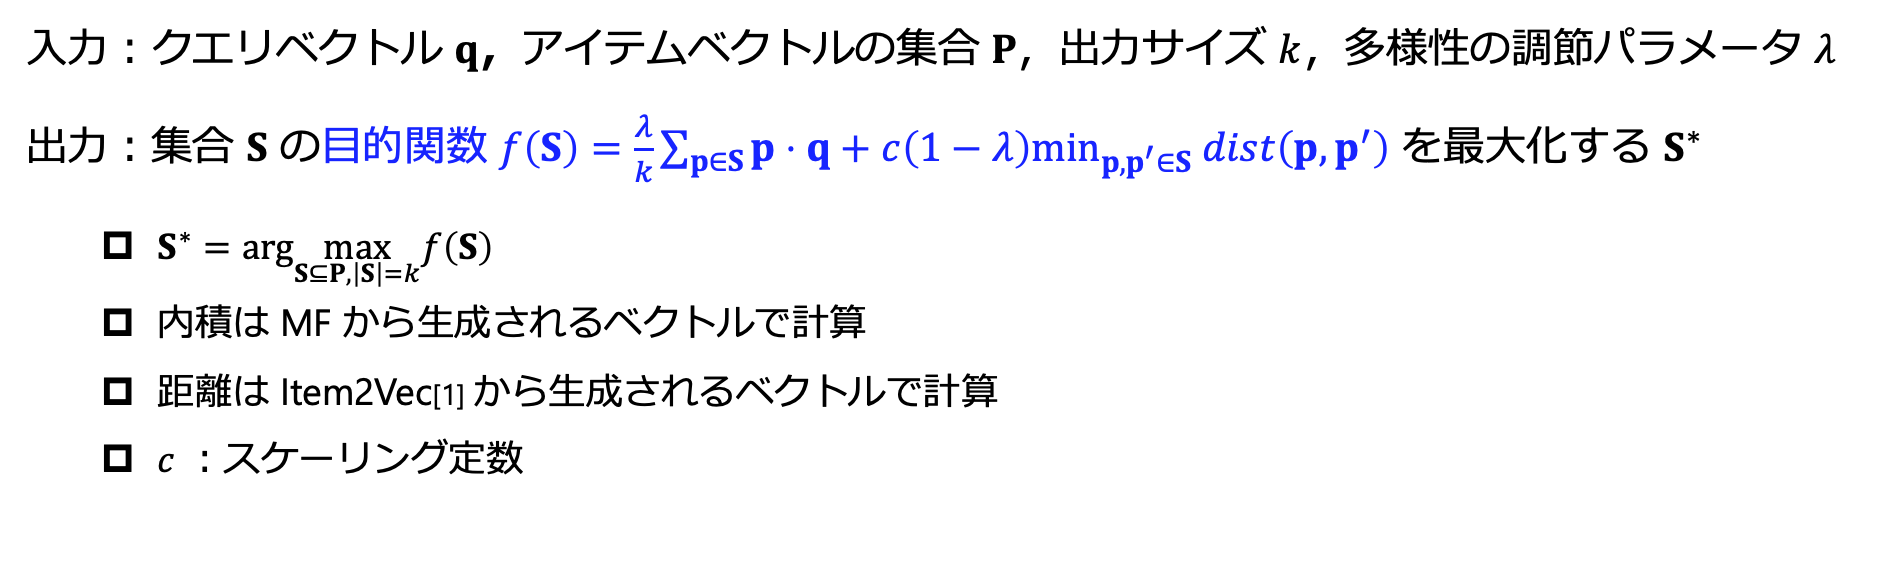 入力：クエリベクトル q，アイテムベクトルの集合 P，出力サイズ k，多様性の調節パラメータ λ
出力：集合 S の目的関数 f(S) = λ/k ∑_{p∈S} p · q + c(1 − λ)min_{p,p′∈S} dist(p, p′) を最大化する S*
S* = arg max_{S⊆P,|S|=k} f(S)
内積は MF から生成されるベクトルで計算
距離は Item2Vec[1] から生成されるベクトルで計算
c ：スケーリング定数